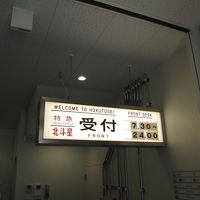 WELCOME TO HOKUTOSEI
特急
北斗星
受付
FRONT
FRONT DESK
7.30～
24.00